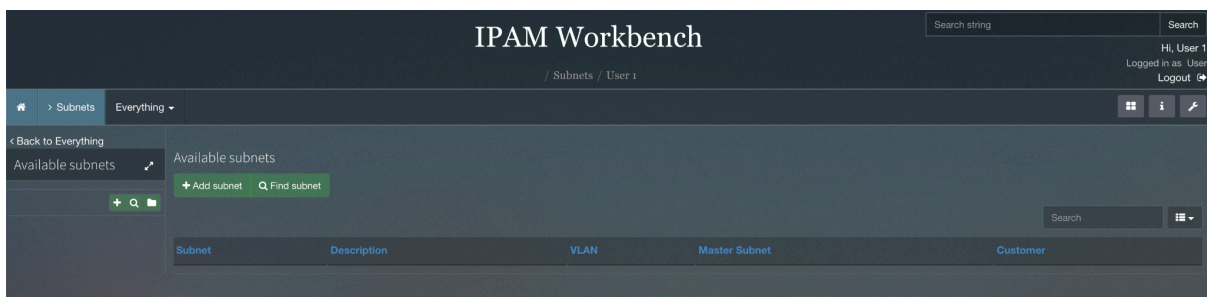 IPAM Workbench
/ Subnets / User 1
Search string
Search
Hi, User 1
Logged in as User
Logout
> Subnets
Everything
< Back to Everything
Available subnets
Available subnets
+ Add subnet
Find subnet
Search
Subnet Description VLAN Master Subnet Customer